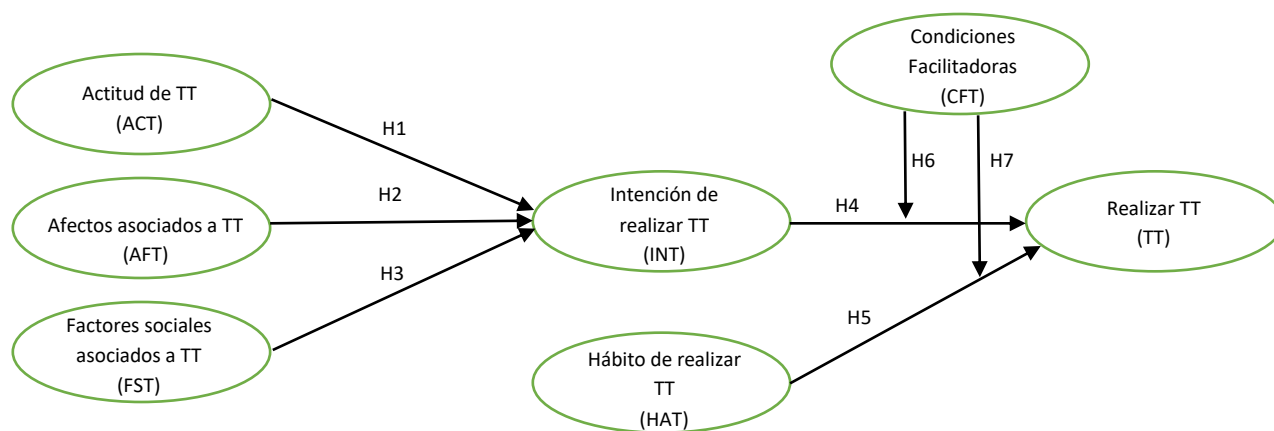 Condiciones
Facilitadoras
(CFT)
Actitud de TT
(ACT)
H1
H6
H7
H2
Afectos asociados a TT
(AFT)
Intención de
realizar TT
(INT)
H4
Realizar TT
(TT)
H3
Factores sociales
asociados a TT
(FST)
H5
Hábito de realizar
TT
(HAT)